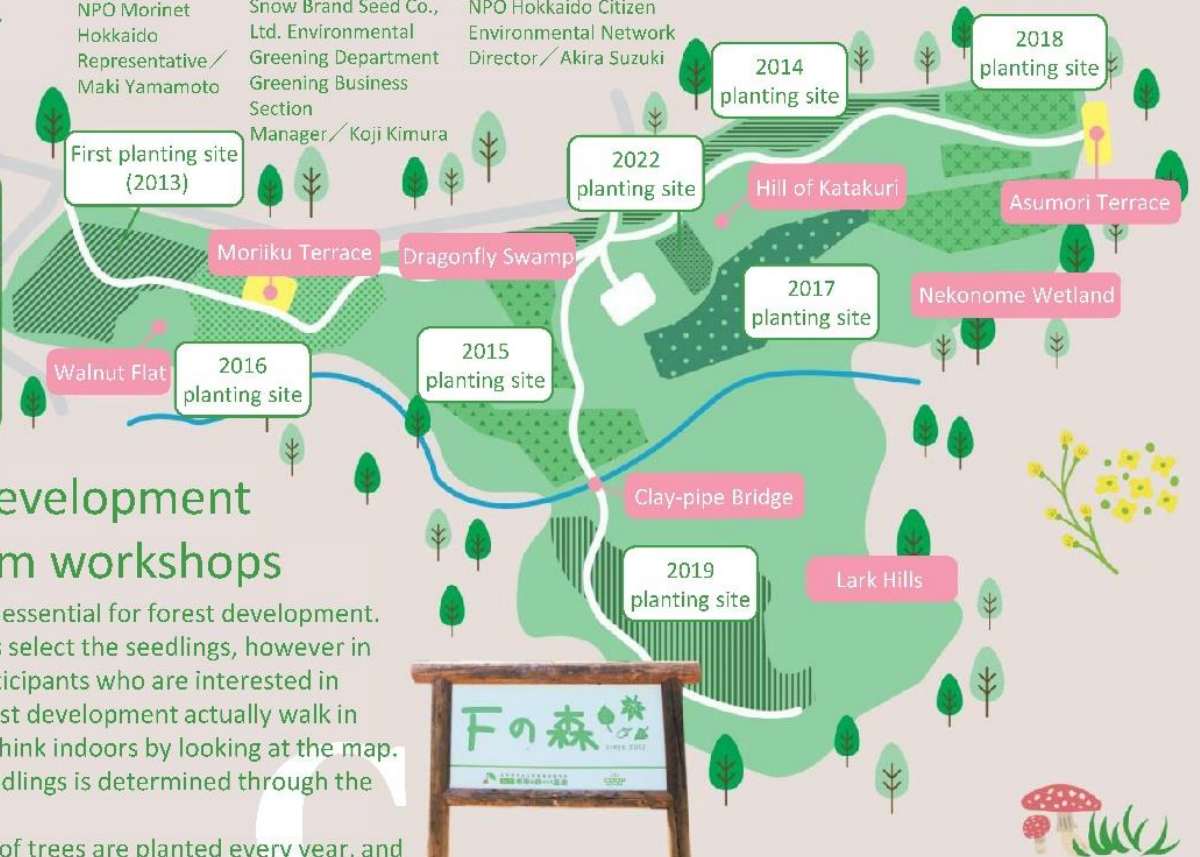 NPO Morinet
Hokkaido
Representative／
Maki Yamamoto
Snow Brand Seed Co.,
Ltd. Environmental
Greening Department
Greening Business
Section
Manager／Koji Kimura
NPO Hokkaido Citizen
Environmental Network
Director／Akira Suzuki
2018
planting site
2014
planting site
First planting site
(2013)
2022
planting site
Hill of Katakuri
Asumori Terrace
Moriiku Terrace
Dragonfly Swamp
2017
planting site
Nekonome Wetland
Walnut Flat
2016
planting site
2015
planting site
Clay-pipe Bridge
2019
planting site
Lark Hills
evelopment
m workshops
essential for forest development.
s select the seedlings, however in
ticipants who are interested in
st development actually walk in
hink indoors by looking at the map.
dlings is determined through the
of trees are planted every year, and
Fの森
since 2012